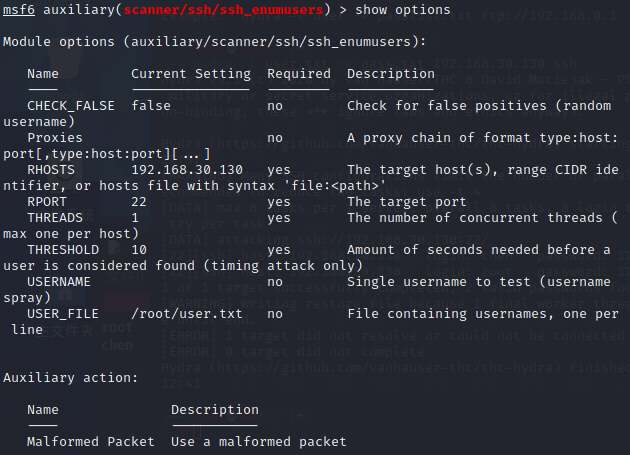 msf6 auxiliary(scanner/ssh/ssh_enumusers) > show options
Module options (auxiliary/scanner/ssh/ssh_enumusers):
Name Current Setting Required Description
CHECK_FALSE false no Check for false positives (random
username)
Proxies no A proxy chain of format type:host:
port[,type:host:port][...]
RHOSTS 192.168.30.130 yes The target host(s), range CIDR ide
ntifier, or hosts file with syntax 'file:<path>'
RPORT 22 yes The target port
THREADS 1 yes The number of concurrent threads (
max one per host)
THRESHOLD 10 yes Amount of seconds needed before a
user is considered found (timing attack only)
USERNAME no Single username to test (username
spray)
USER_FILE /root/user.txt no File containing usernames, one per
line
Auxiliary action:
Name Description
Malformed Packet Use a malformed packet